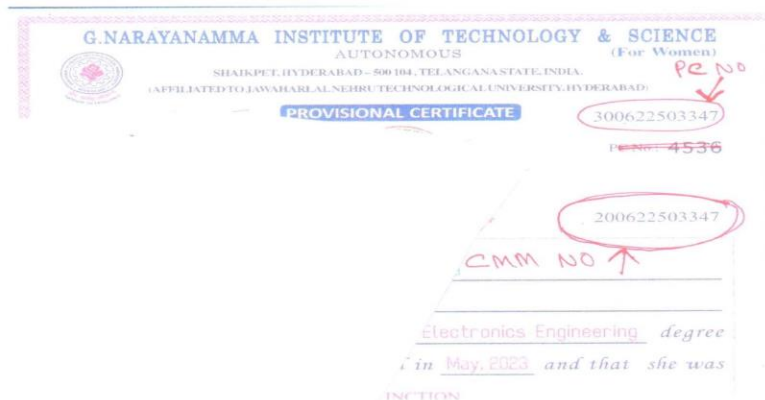 G.NARAYANAMMA INSTITUTE OF TECHNOLOGY & SCIENCE
AUTONOMOUS (For Women)
SHAIKPET, HYDERABAD – 500 104, TELANGANA STATE, INDIA.
(AFFILIATED TO JAWAHARLAL NEHRU TECHNOLOGICAL UNIVERSITY, HYDERABAD)
PC NO
PROVISIONAL CERTIFICATE
300622503347
PC No : 4536
200622503347
CMM NO
Electronics Engineering degree
in May, 2023 and that she was
INCTION